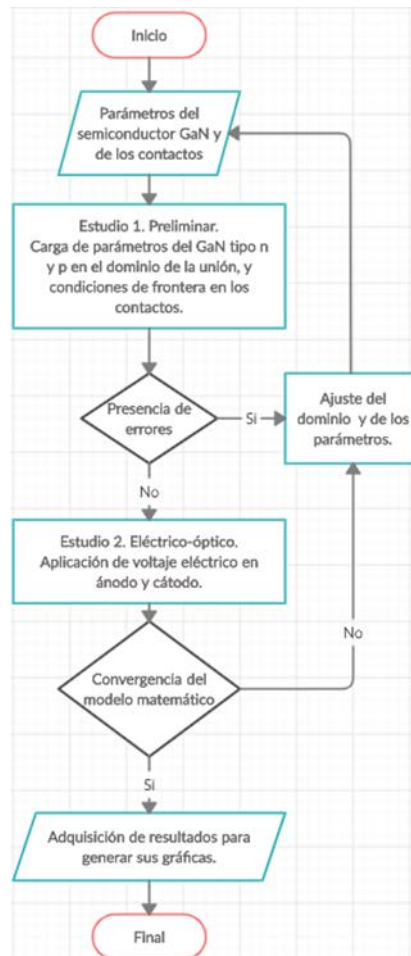 Inicio
Parámetros del
semiconductor GaN y
de los contactos
Estudio 1. Preliminar.
Carga de parámetros del GaN tipo n
y p en el dominio de la unión, y
condiciones de frontera en los
contactos.
Presencia de
errores
Si
Ajuste del
dominio y de los
parámetros.
No
Estudio 2. Eléctrico-óptico.
Aplicación de voltaje eléctrico en
ánodo y cátodo.
No
Convergencia del
modelo matemático
Si
Adquisición de resultados para
generar sus gráficas.
Final